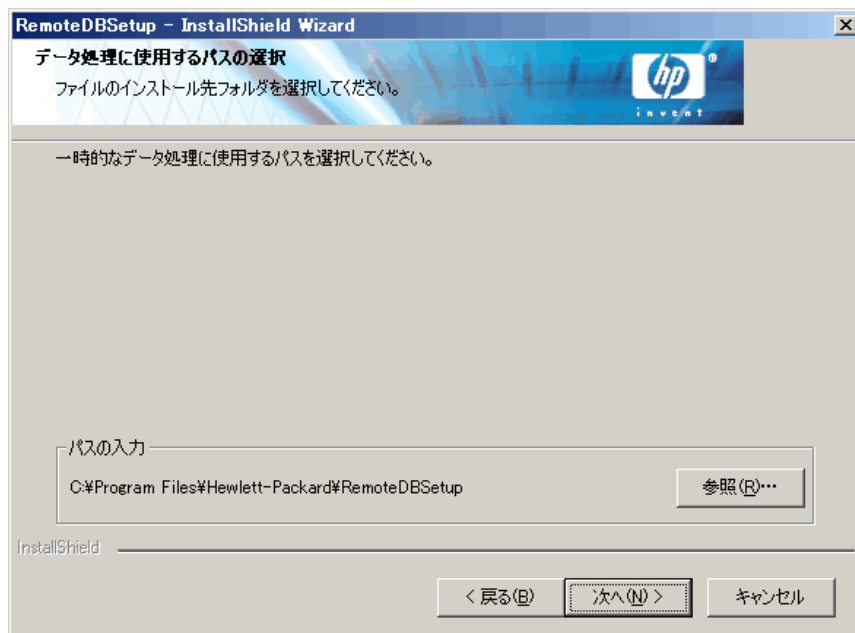 RemoteDBSetup - InstallShield Wizard
データ処理に使用するパスの選択
ファイルのインストール先フォルダを選択してください。
hp
®
invent
一時的なデータ処理に使用するパスを選択してください。
パスの入力
C:¥Program Files¥Hewlett-Packard¥RemoteDBSetup
参照(R)...
InstallShield
< 戻る(B)
次へ(N) >
キャンセル